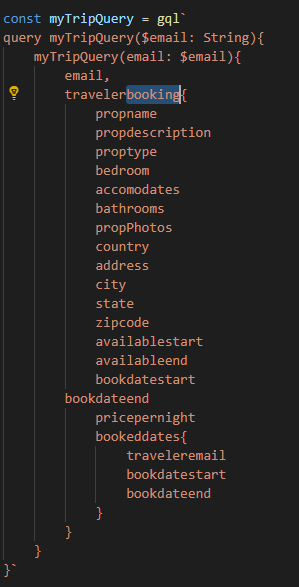 const myTripQuery = gql`
query myTripQuery($email: String){
    myTripQuery(email: $email){
        email,
        travelerbooking{
            propname
            propdescription
            proptype
            bedroom
            accomodates
            bathrooms
            propPhotos
            country
            address
            city
            state
            zipcode
            availablestart
            availableend
            bookdatestart
        bookdateend
            pricepernight
            bookeddates{
                traveleremail
                bookdatestart
                bookdateend
            }
        }
    }
}`